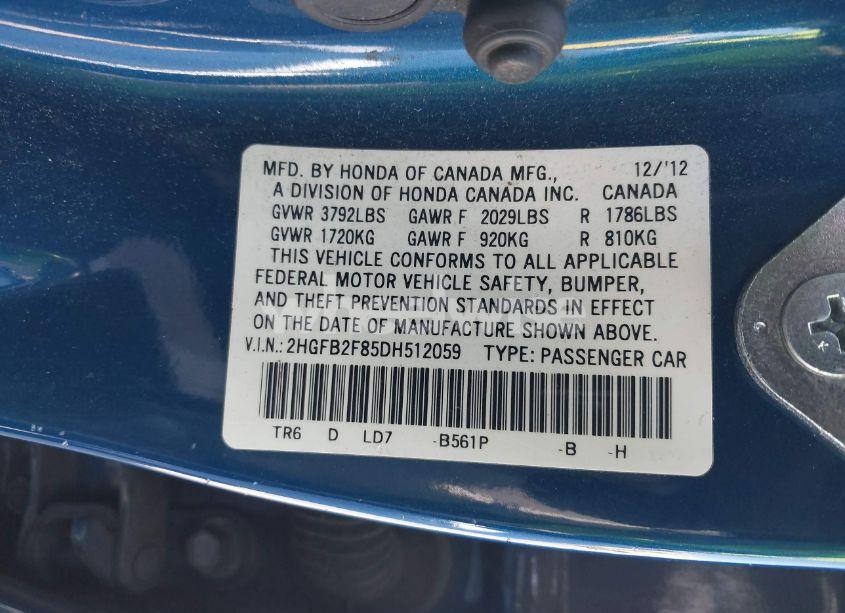 MFD. BY HONDA OF CANADA MFG., 12/'12
A DIVISION OF HONDA CANADA INC. CANADA
GVWR 3792LBS GAWR F 2029LBS R 1786LBS
GVWR 1720KG GAWR F 920KG R 810KG
THIS VEHICLE CONFORMS TO ALL APPLICABLE
FEDERAL MOTOR VEHICLE SAFETY, BUMPER,
AND THEFT PREVENTION STANDARDS IN EFFECT
ON THE DATE OF MANUFACTURE SHOWN ABOVE.
V.I.N.: 2HGFB2F85DH512059 TYPE: PASSENGER CAR
TR6 D LD7 -B561P -B -H